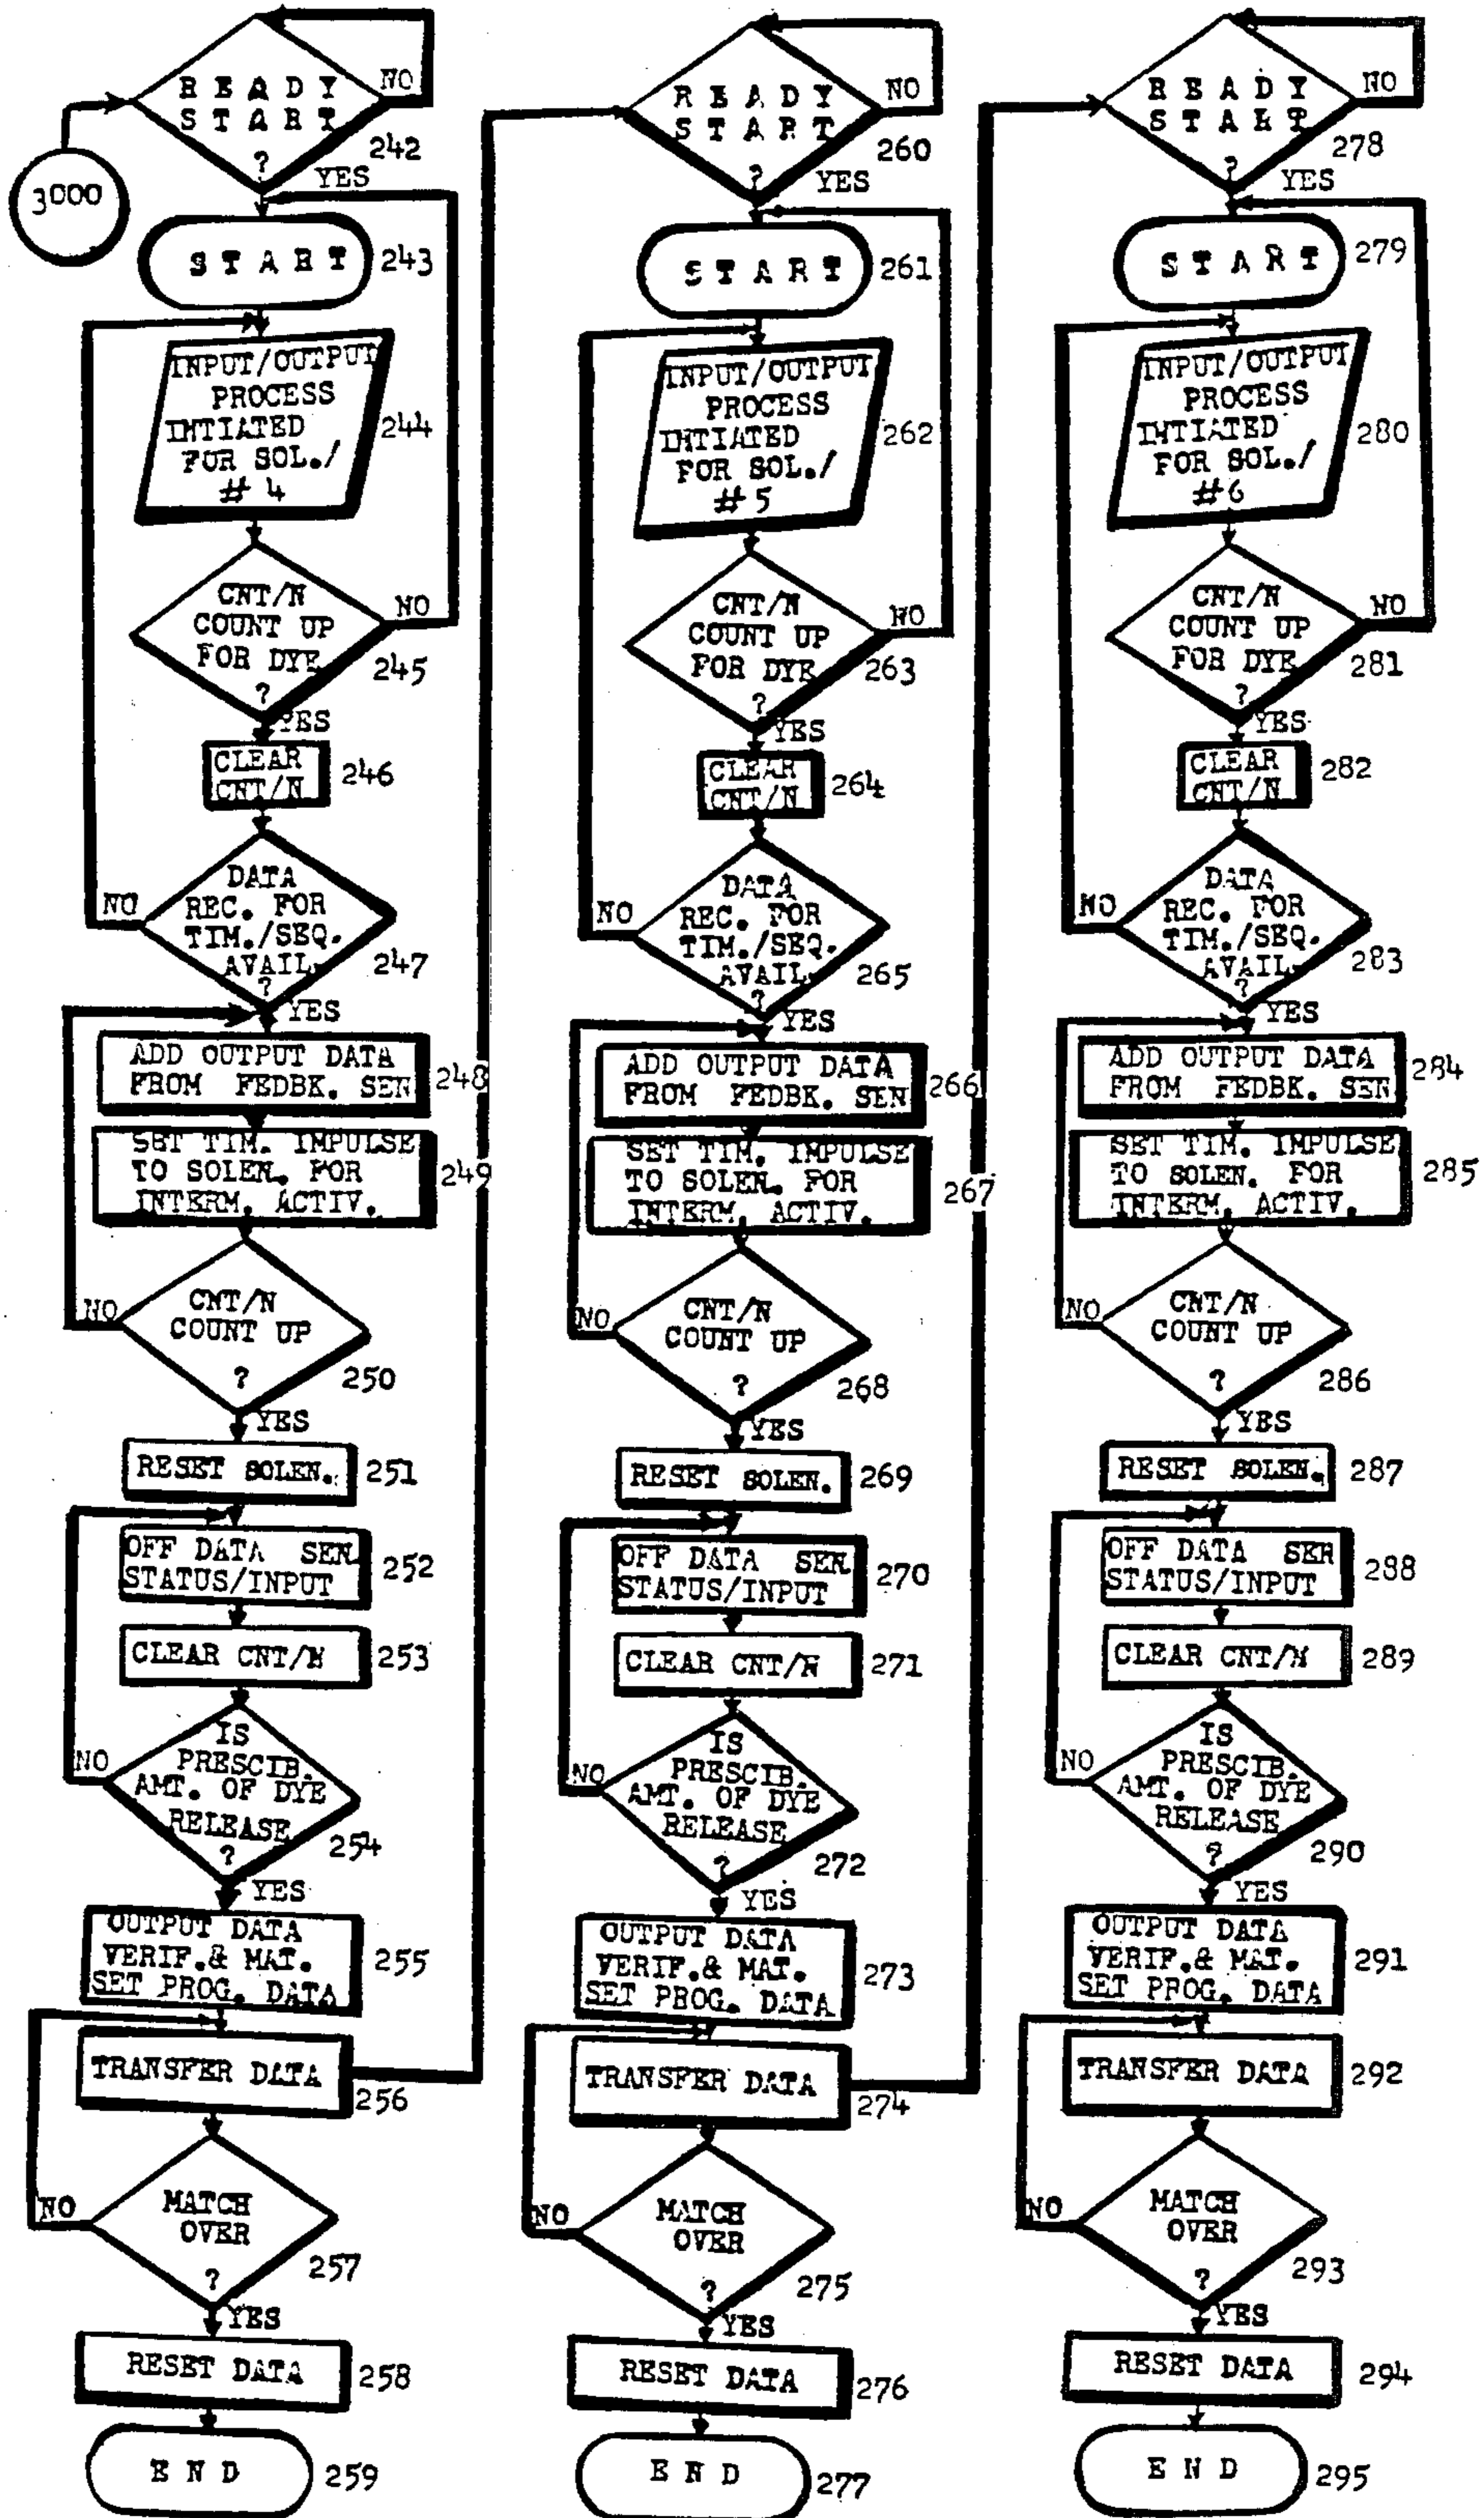 READY
START
?
NO
242
YES
3000
START
243
INPUT/OUTPUT
PROCESS
INTIATED
FOR SOL./
# 4
244
CNT/N
COUNT UP
FOR DYE
?
NO
245
YES
CLEAR
CNT/N
246
DATA
REC. FOR
TIM./SEQ.
AVAIL
?
NO
247
YES
ADD OUTPUT DATA
FROM FEDBK. SEN
248
SET TIM. IMPULSE
TO SOLEN. FOR
INTERM. ACTIV.
249
CNT/N
COUNT UP
?
NO
250
YES
RESET SOLEN.
251
OFF DATA SEN
STATUS/INPUT
252
CLEAR CNT/N
253
IS
PRESCIB.
AMT. OF DYE
RELEASE
?
NO
254
YES
OUTPUT DATA
VERIF.& MAT.
SET PROG. DATA
255
TRANSFER DATA
256
MATCH
OVER
?
NO
257
YES
RESET DATA
258
END
259
READY
START
?
NO
260
YES
START
261
INPUT/OUTPUT
PROCESS
INTIATED
FOR SOL./
# 5
262
CNT/N
COUNT UP
FOR DYE
?
NO
263
YES
CLEAR
CNT/N
264
DATA
REC. FOR
TIM./SEQ.
AVAIL
?
NO
265
YES
ADD OUTPUT DATA
FROM FEDBK. SEN
266
SET TIM. IMPULSE
TO SOLEN. FOR
INTERM. ACTIV.
267
CNT/N
COUNT UP
?
NO
268
YES
RESET SOLEN.
269
OFF DATA SEN
STATUS/INPUT
270
CLEAR CNT/N
271
IS
PRESCIB.
AMT. OF DYE
RELEASE
?
NO
272
YES
OUTPUT DATA
VERIF.& MAT.
SET PROG. DATA
273
TRANSFER DATA
274
MATCH
OVER
?
NO
275
YES
RESET DATA
276
END
277
READY
START
?
NO
278
YES
START
279
INPUT/OUTPUT
PROCESS
INTIATED
FOR SOL./
#6
280
CNT/N
COUNT UP
FOR DYE
?
NO
281
YES
CLEAR
CNT/N
282
DATA
REC. FOR
TIM./SEQ.
AVAIL
?
NO
283
YES
ADD OUTPUT DATA
FROM FEDBK. SEN
284
SET TIM. IMPULSE
TO SOLEN. FOR
INTERM. ACTIV.
285
CNT/N
COUNT UP
?
NO
286
YES
RESET SOLEN.
287
OFF DATA SEN
STATUS/INPUT
288
CLEAR CNT/N
289
IS
PRESCIB.
AMT. OF DYE
RELEASE
?
NO
290
YES
OUTPUT DATA
VERIF.& MAT.
SET PROG. DATA
291
TRANSFER DATA
292
MATCH
OVER
?
NO
293
YES
RESET DATA
294
END
295